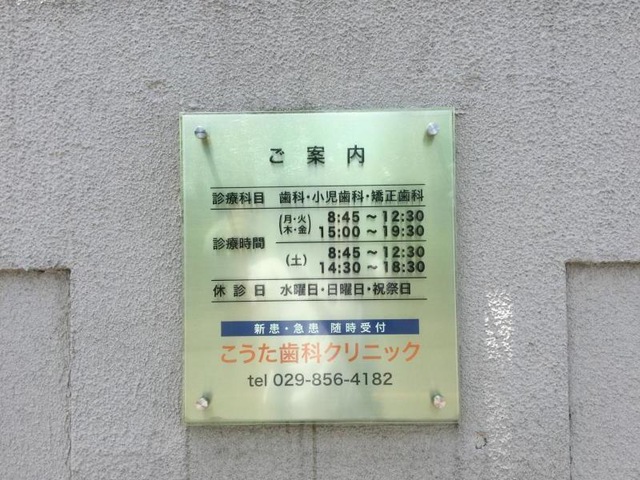 ご案内
診療科目 歯科・小児歯科・矯正歯科
診療時間 (月・火 木・金) 8:45 ～ 12:30
15:00 ～ 19:30
(土) 8:45 ～ 12:30
14:30 ～ 18:30
休診日 水曜日・日曜日・祝祭日
新患・急患 随時受付
こうた歯科クリニック
tel 029-856-4182